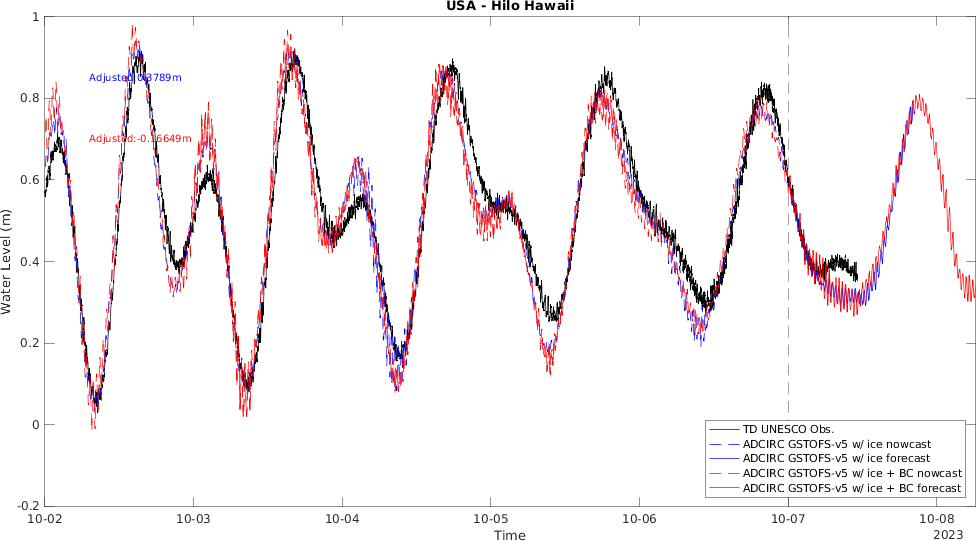 USA - Hilo Hawaii
1
0.8
0.6
0.4
0.2
0
-0.2
Water Level (m)
Adjusted:0.3789m
Adjusted:-0.16649m
TD UNESCO Obs.
ADCIRC GSTOFS-v5 w/ ice nowcast
ADCIRC GSTOFS-v5 w/ ice forecast
ADCIRC GSTOFS-v5 w/ ice + BC nowcast
ADCIRC GSTOFS-v5 w/ ice + BC forecast
10-02 10-03 10-04 10-05 10-06 10-07 10-08
Time
2023